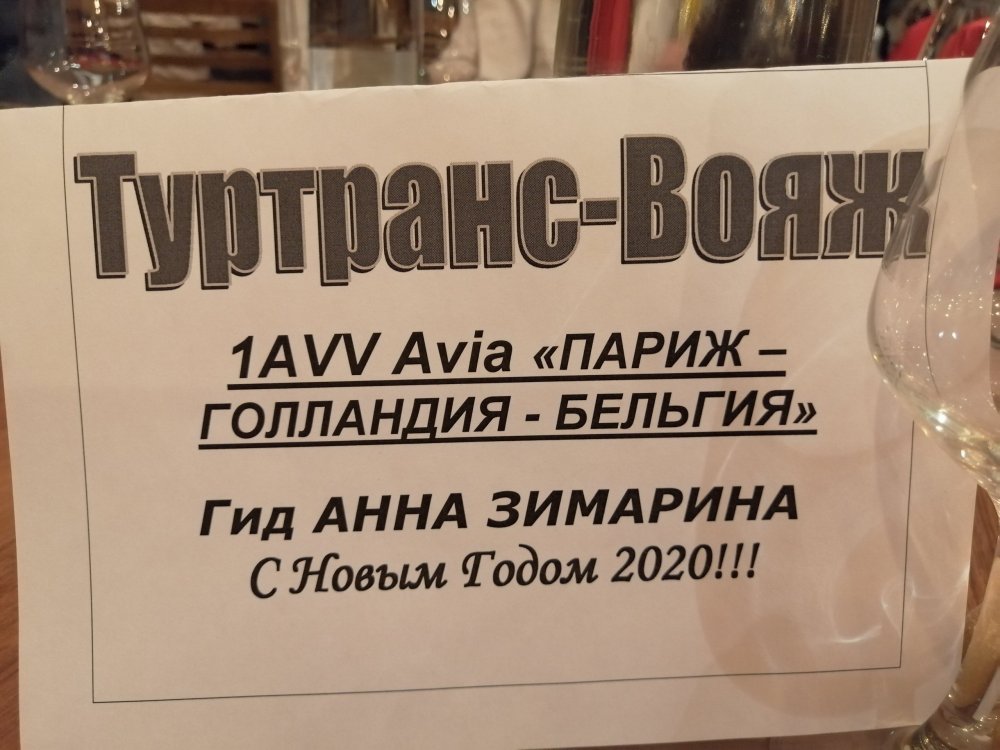 Туртранс-Вояж
1AVV Avia «ПАРИЖ –
ГОЛЛАНДИЯ - БЕЛЬГИЯ»
Гид АННА ЗИМАРИНА
С Новым Годом 2020!!!